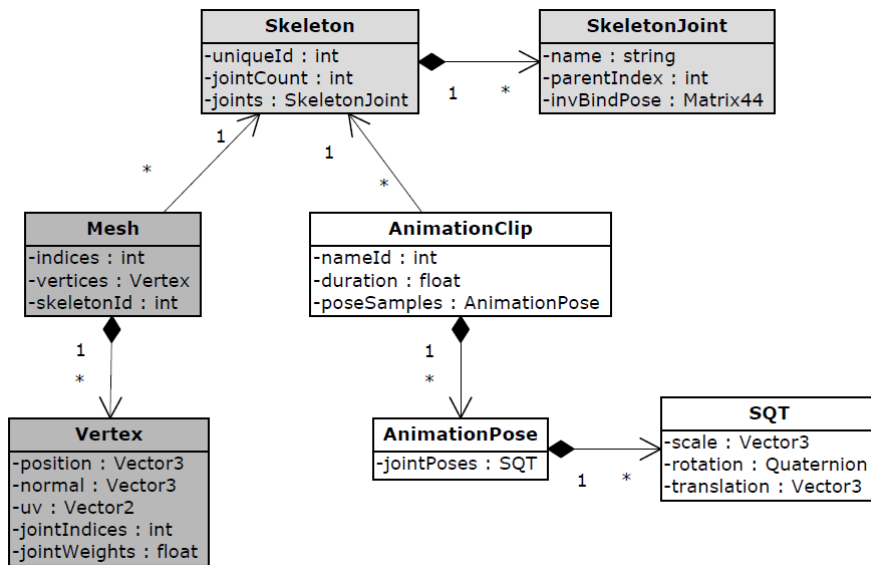 Skeleton
-uniqueId : int
-jointCount : int
-joints : SkeletonJoint
1
*
SkeletonJoint
-name : string
-parentIndex : int
-invBindPose : Matrix44
1
*
1
*
Mesh
-indices : int
-vertices : Vertex
-skeletonId : int
1
*
AnimationClip
-nameId : int
-duration : float
-poseSamples : AnimationPose
1
*
Vertex
-position : Vector3
-normal : Vector3
-uv : Vector2
-jointIndices : int
-jointWeights : float
AnimationPose
-jointPoses : SQT
1
*
SQT
-scale : Vector3
-rotation : Quaternion
-translation : Vector3